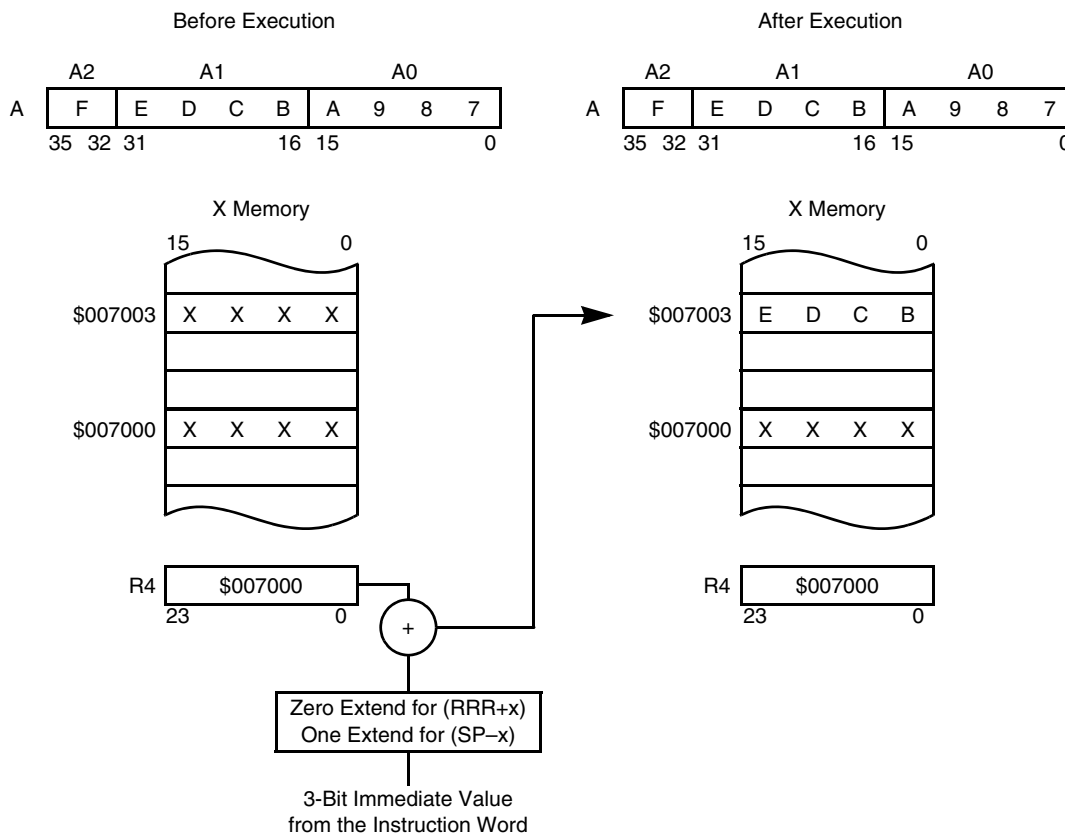 Before Execution After Execution
A2 A1 A0 A2 A1 A0
A F E D C B A 9 8 7 A F E D C B A 9 8 7
35 32 31 16 15 0 35 32 31 16 15 0
X Memory X Memory
15 0 15 0
$007003 X X X X $007003 E D C B
$007000 X X X X $007000 X X X X
R4 $007000 R4 $007000
23 0 23 0
+
Zero Extend for (RRR+x)
One Extend for (SP–x)
3-Bit Immediate Value
from the Instruction Word